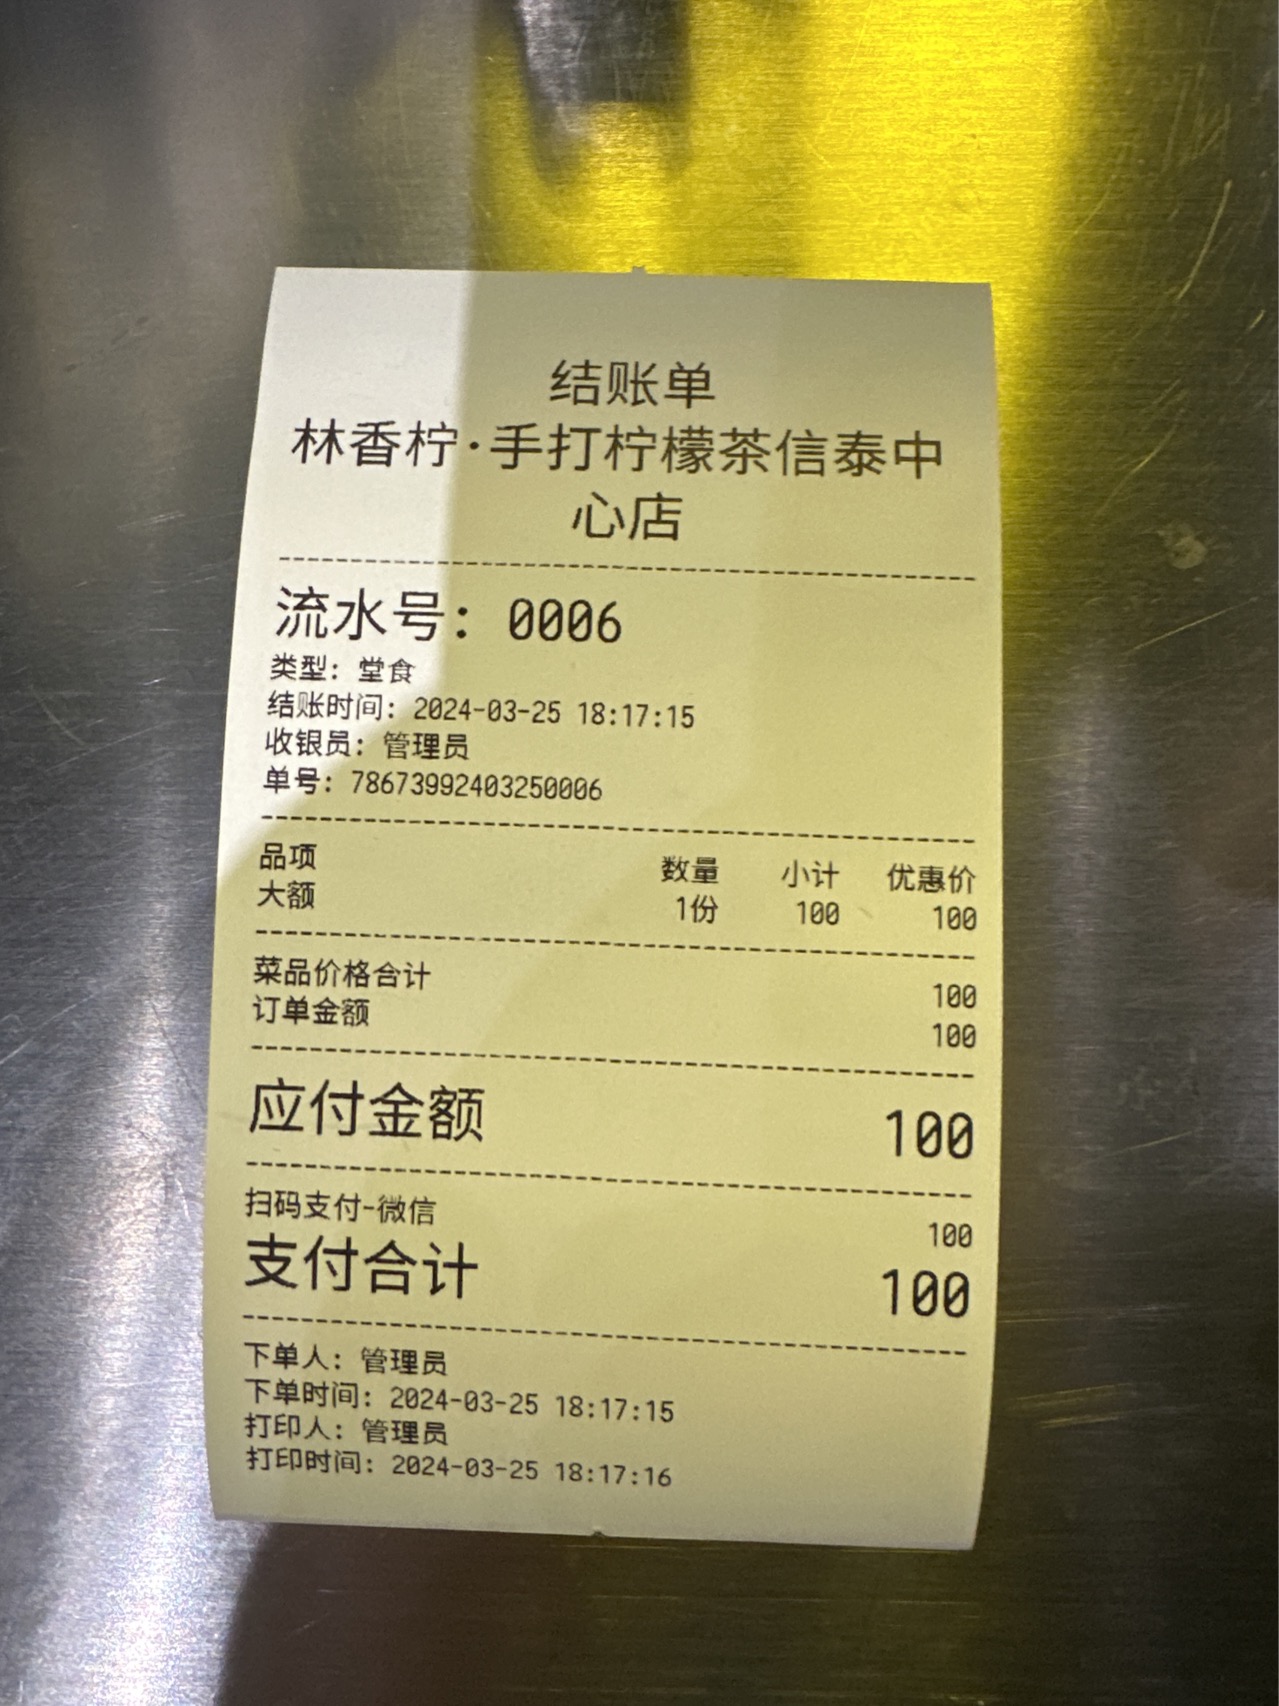 结账单
林香柠·手打柠檬茶信泰中
心店
流水号: 0006
类型: 堂食
结账时间: 2024-03-25 18:17:15
收银员: 管理员
单号: 78673992403250006
品项 数量 小计 优惠价
大额 1份 100 100
菜品价格合计 100
订单金额 100
应付金额 100
扫码支付-微信 100
支付合计 100
下单人: 管理员
下单时间: 2024-03-25 18:17:15
打印人: 管理员
打印时间: 2024-03-25 18:17:16